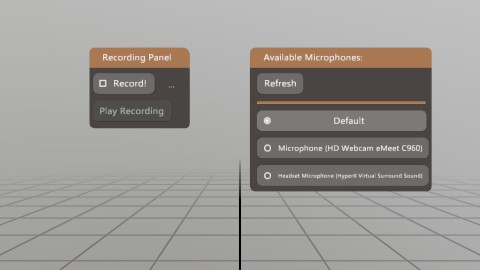 Recording Panel
Record!
...
Play Recording
Available Microphones:
Refresh
Default
Microphone (HD Webcam eMeet C960)
Headset Microphone (HyperX Virtual Surround Sound)